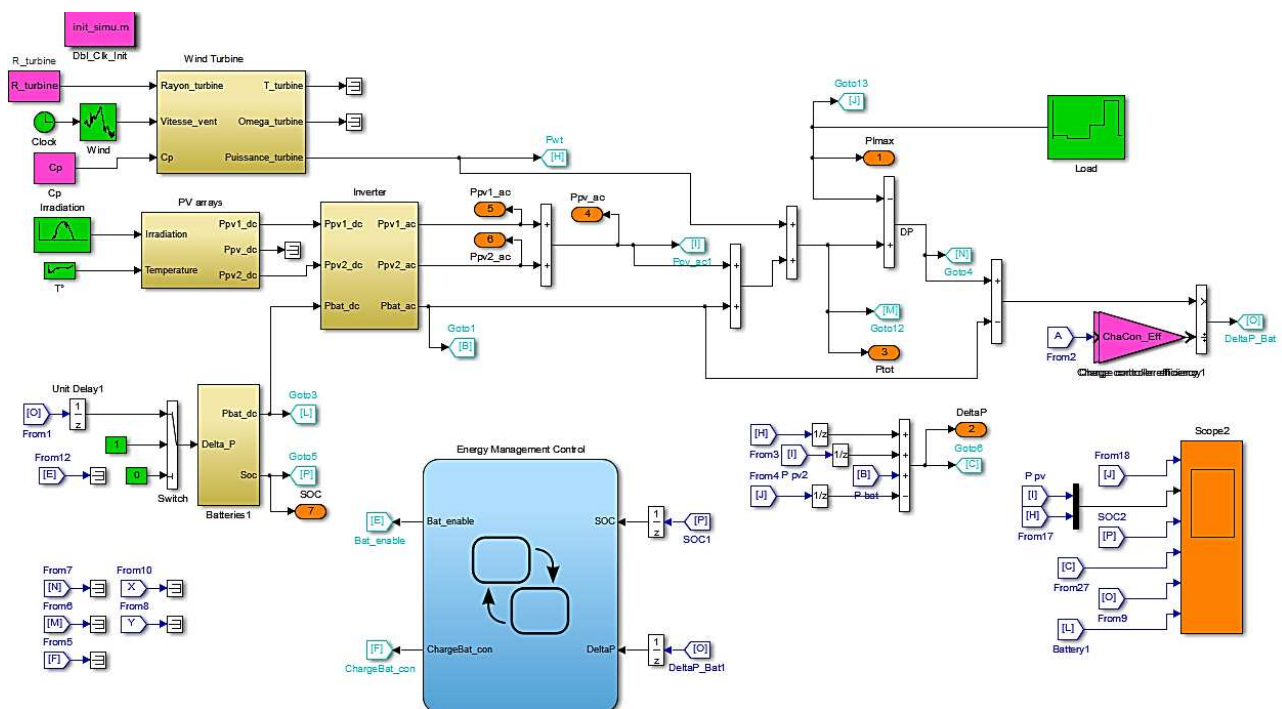 init_simu.m
Dbl_Clk_Init
R_turbine
R_turbine
Wind Turbine
Rayon_turbine
T_turbine
Vitesse_vent
Omega_turbine
Cp
Puissance_turbine
Clock
Wind
Cp
Cp
Pwt
[H]
Goto13
[J]
PImax
1
Load
Irradiation
PV arrays
Irradiation
Temperature
Ppv1_dc
Ppv_dc
Ppv2_dc
T°
Inverter
Ppv1_dc
Ppv1_ac
Ppv2_dc
Ppv2_ac
Pbat_dc
Pbat_ac
Ppv1_ac
5
6
Ppv2_ac
+
+
Ppv_ac
4
[I]
Ppv_ac1
+
+
+
+
-
+
DP
[N]
Goto4
+
-
[M]
Goto12
3
Ptot
Goto1
[B]
A
From2
ChaCon_Eff
×
÷
[O]
DeltaP_Bat
Unit Delay1
[O]
From1
1
z
1
From12
[E]
0
Switch
Delta_P
Pbat_dc
Soc
Batteries1
Goto3
[L]
Goto5
[P]
SOC
7
Energy Management Control
[E]
Bat_enable
Bat_enable
SOC
1
z
[P]
SOC1
[F]
ChargeBat_con
ChargeBat_con
DeltaP
1
z
[O]
DeltaP_Bat1
[H]
From3
1/z
[I]
1/z
From4
P pv2
[B]
P bat
[J]
1/z
+
+
+
-
DeltaP
2
Goto6
[C]
Scope2
From18
[J]
P pv
[I]
[H]
From17
SOC2
[P]
[C]
From27
[O]
From9
[L]
Battery1
From7
[N]
From10
X
From6
[M]
From8
Y
From5
[F]